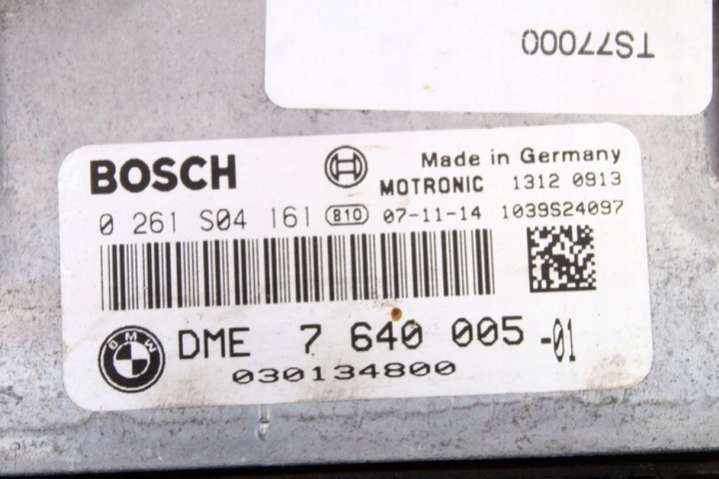 TS77000
BOSCH
Made in Germany
MOTRONIC 1312 0913
0 261 S04 161 810 07-11-14 1039S24097
BMW
DME 7 640 005 -01
030134800